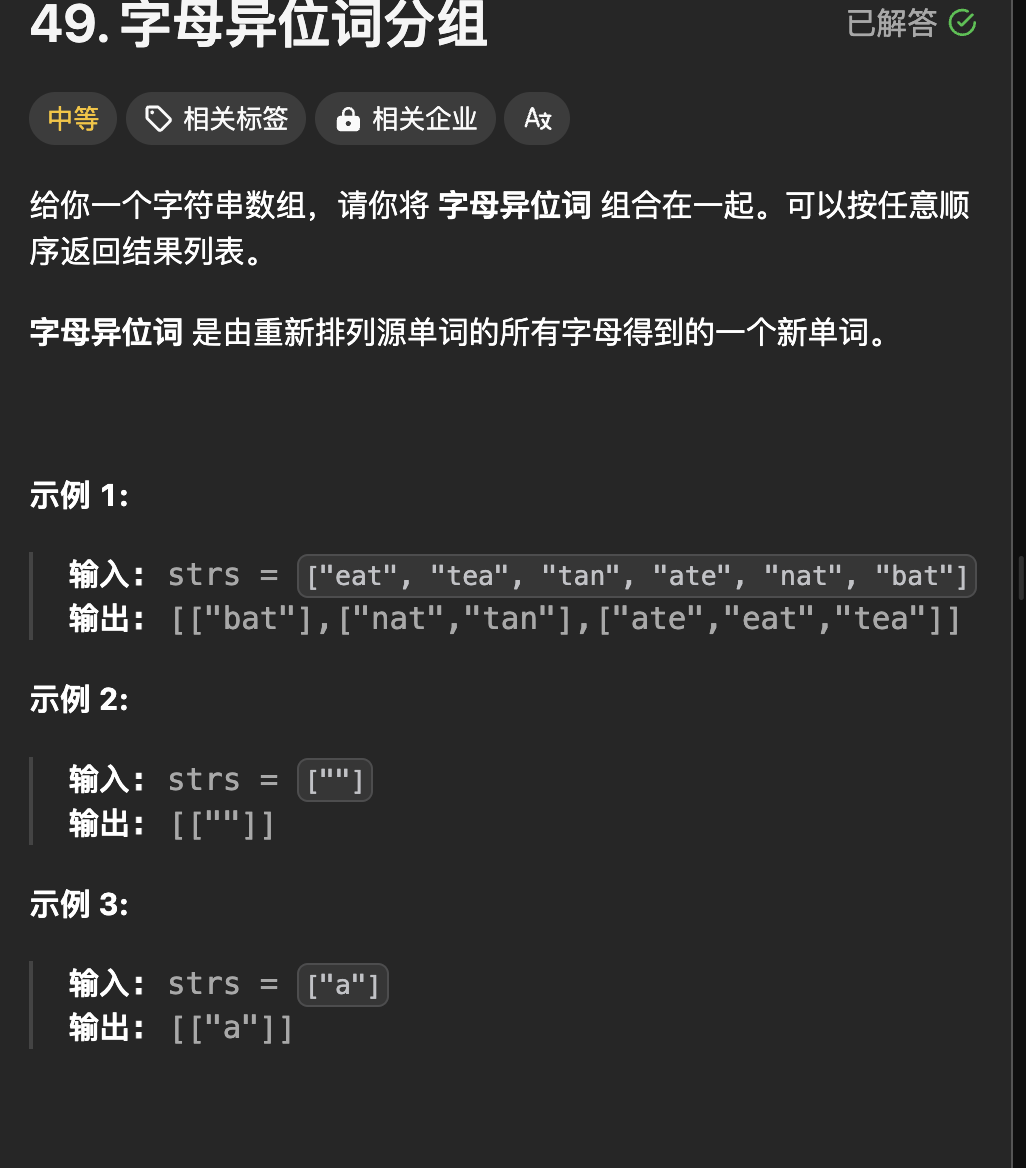 49. 字母异位词分组
已解答
中等 相关标签 相关企业 Aあ
给你一个字符串数组，请你将 字母异位词 组合在一起。可以按任意顺
序返回结果列表。
字母异位词 是由重新排列源单词的所有字母得到的一个新单词。
示例 1:
输入: strs = ["eat", "tea", "tan", "ate", "nat", "bat"]
输出: [["bat"],["nat","tan"],["ate","eat","tea"]]
示例 2:
输入: strs = [""]
输出: [[""]]
示例 3:
输入: strs = ["a"]
输出: [["a"]]